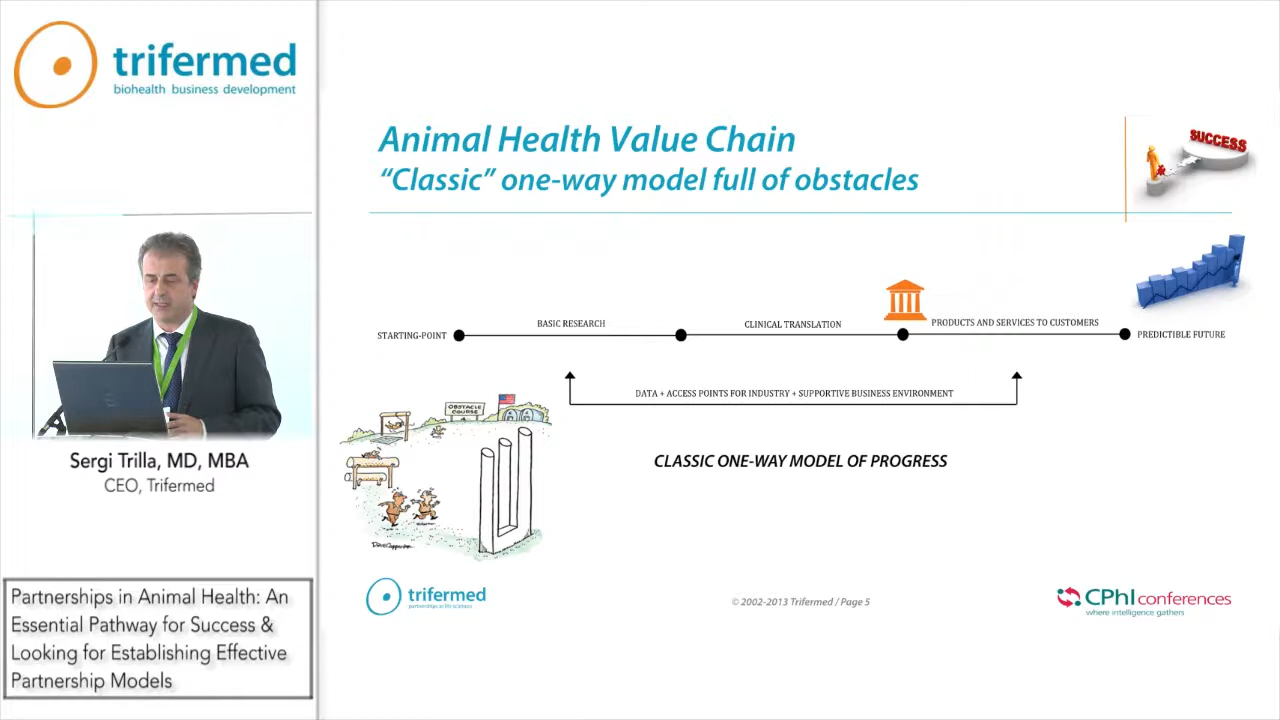 trifermed
biohealth business development
Sergi Trilla, MD, MBA
CEO, Trifermed
Partnerships in Animal Health: An
Essential Pathway for Success &
Looking for Establishing Effective
Partnership Models
Animal Health Value Chain
“Classic” one-way model full of obstacles
SUCCESS
STARTING-POINT
BASIC RESEARCH
CLINICAL TRANSLATION
PRODUCTS AND SERVICES TO CUSTOMERS
PREDICTIBLE FUTURE
DATA + ACCESS POINTS FOR INDUSTRY + SUPPORTIVE BUSINESS ENVIRONMENT
OBSTACLE
COURSE
CLASSIC ONE-WAY MODEL OF PROGRESS
trifermed
partnerships in life sciences
© 2002-2013 Trifermed / Page 5
CPhI conferences
where intelligence gathers